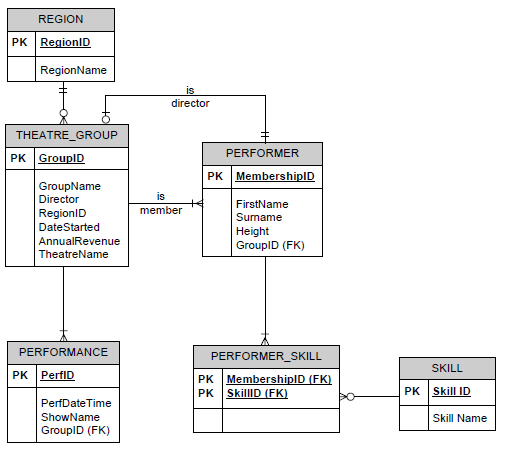 REGION
PK RegionID
RegionName
is
director
THEATRE_GROUP
PK GroupID
GroupName
Director
RegionID
DateStarted
AnnualRevenue
TheatreName
is
member
PERFORMER
PK MembershipID
FirstName
Surname
Height
GroupID (FK)
PERFORMANCE
PK PerfID
PerfDateTime
ShowName
GroupID (FK)
PERFORMER_SKILL
PK MembershipID (FK)
PK SkillID (FK)
SKILL
PK Skill ID
Skill Name